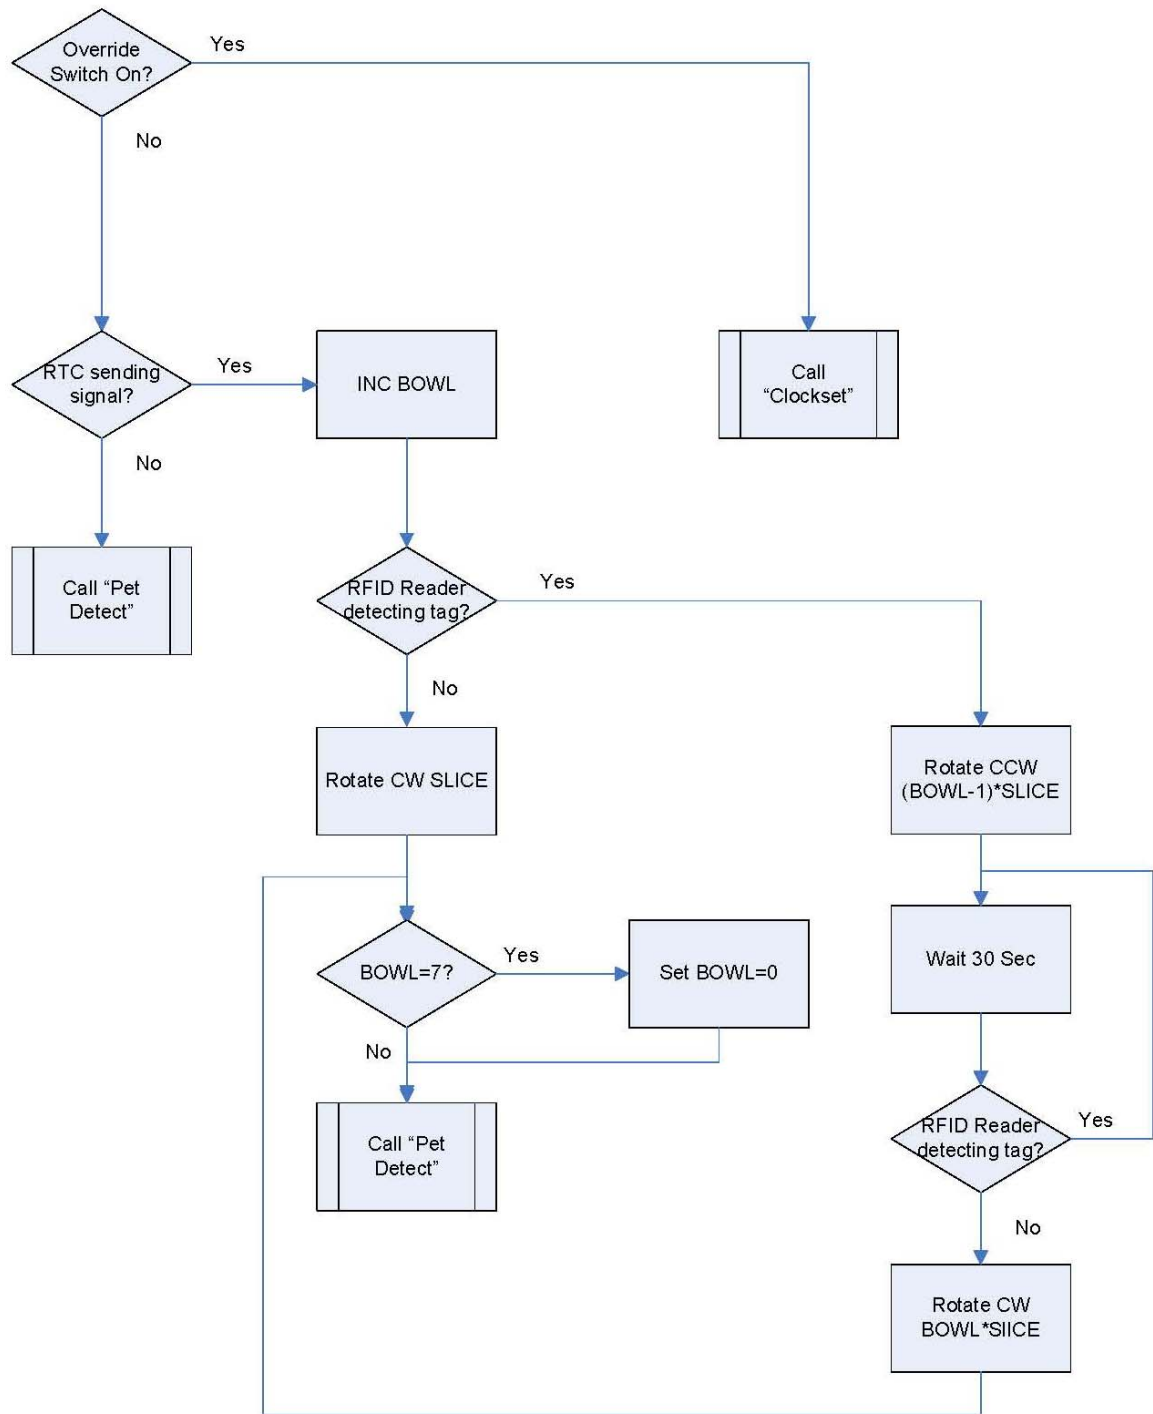 Override
Switch On?
Yes
No
RTC sending
signal?
Yes
INC BOWL
Call
“Clockset”
No
Call “Pet
Detect”
RFID Reader
detecting tag?
Yes
No
Rotate CW SLICE
Rotate CCW
(BOWL-1)*SLICE
BOWL=7?
Yes
Set BOWL=0
Wait 30 Sec
No
Call “Pet
Detect”
RFID Reader
detecting tag?
Yes
No
Rotate CW
BOWL*SIICE